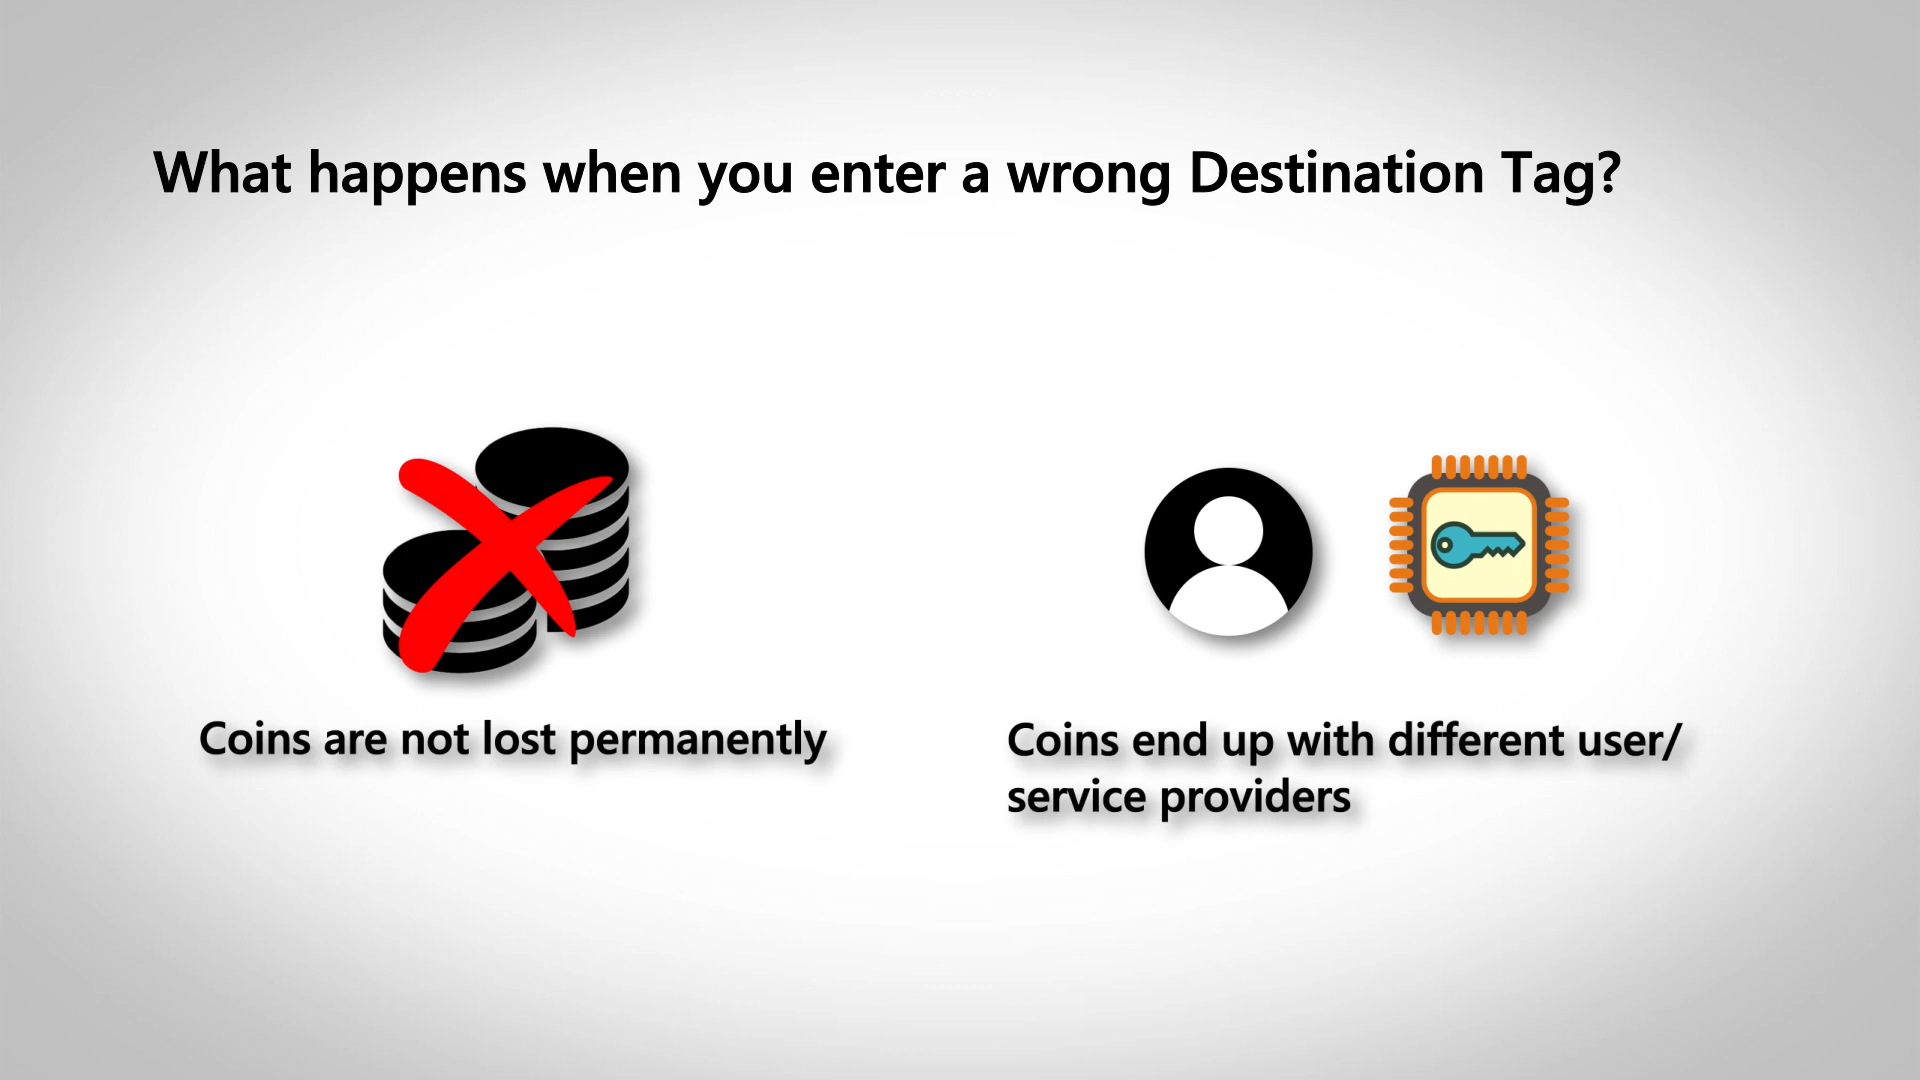 What happens when you enter a wrong Destination Tag?
Coins are not lost permanently
Coins end up with different user/
service providers